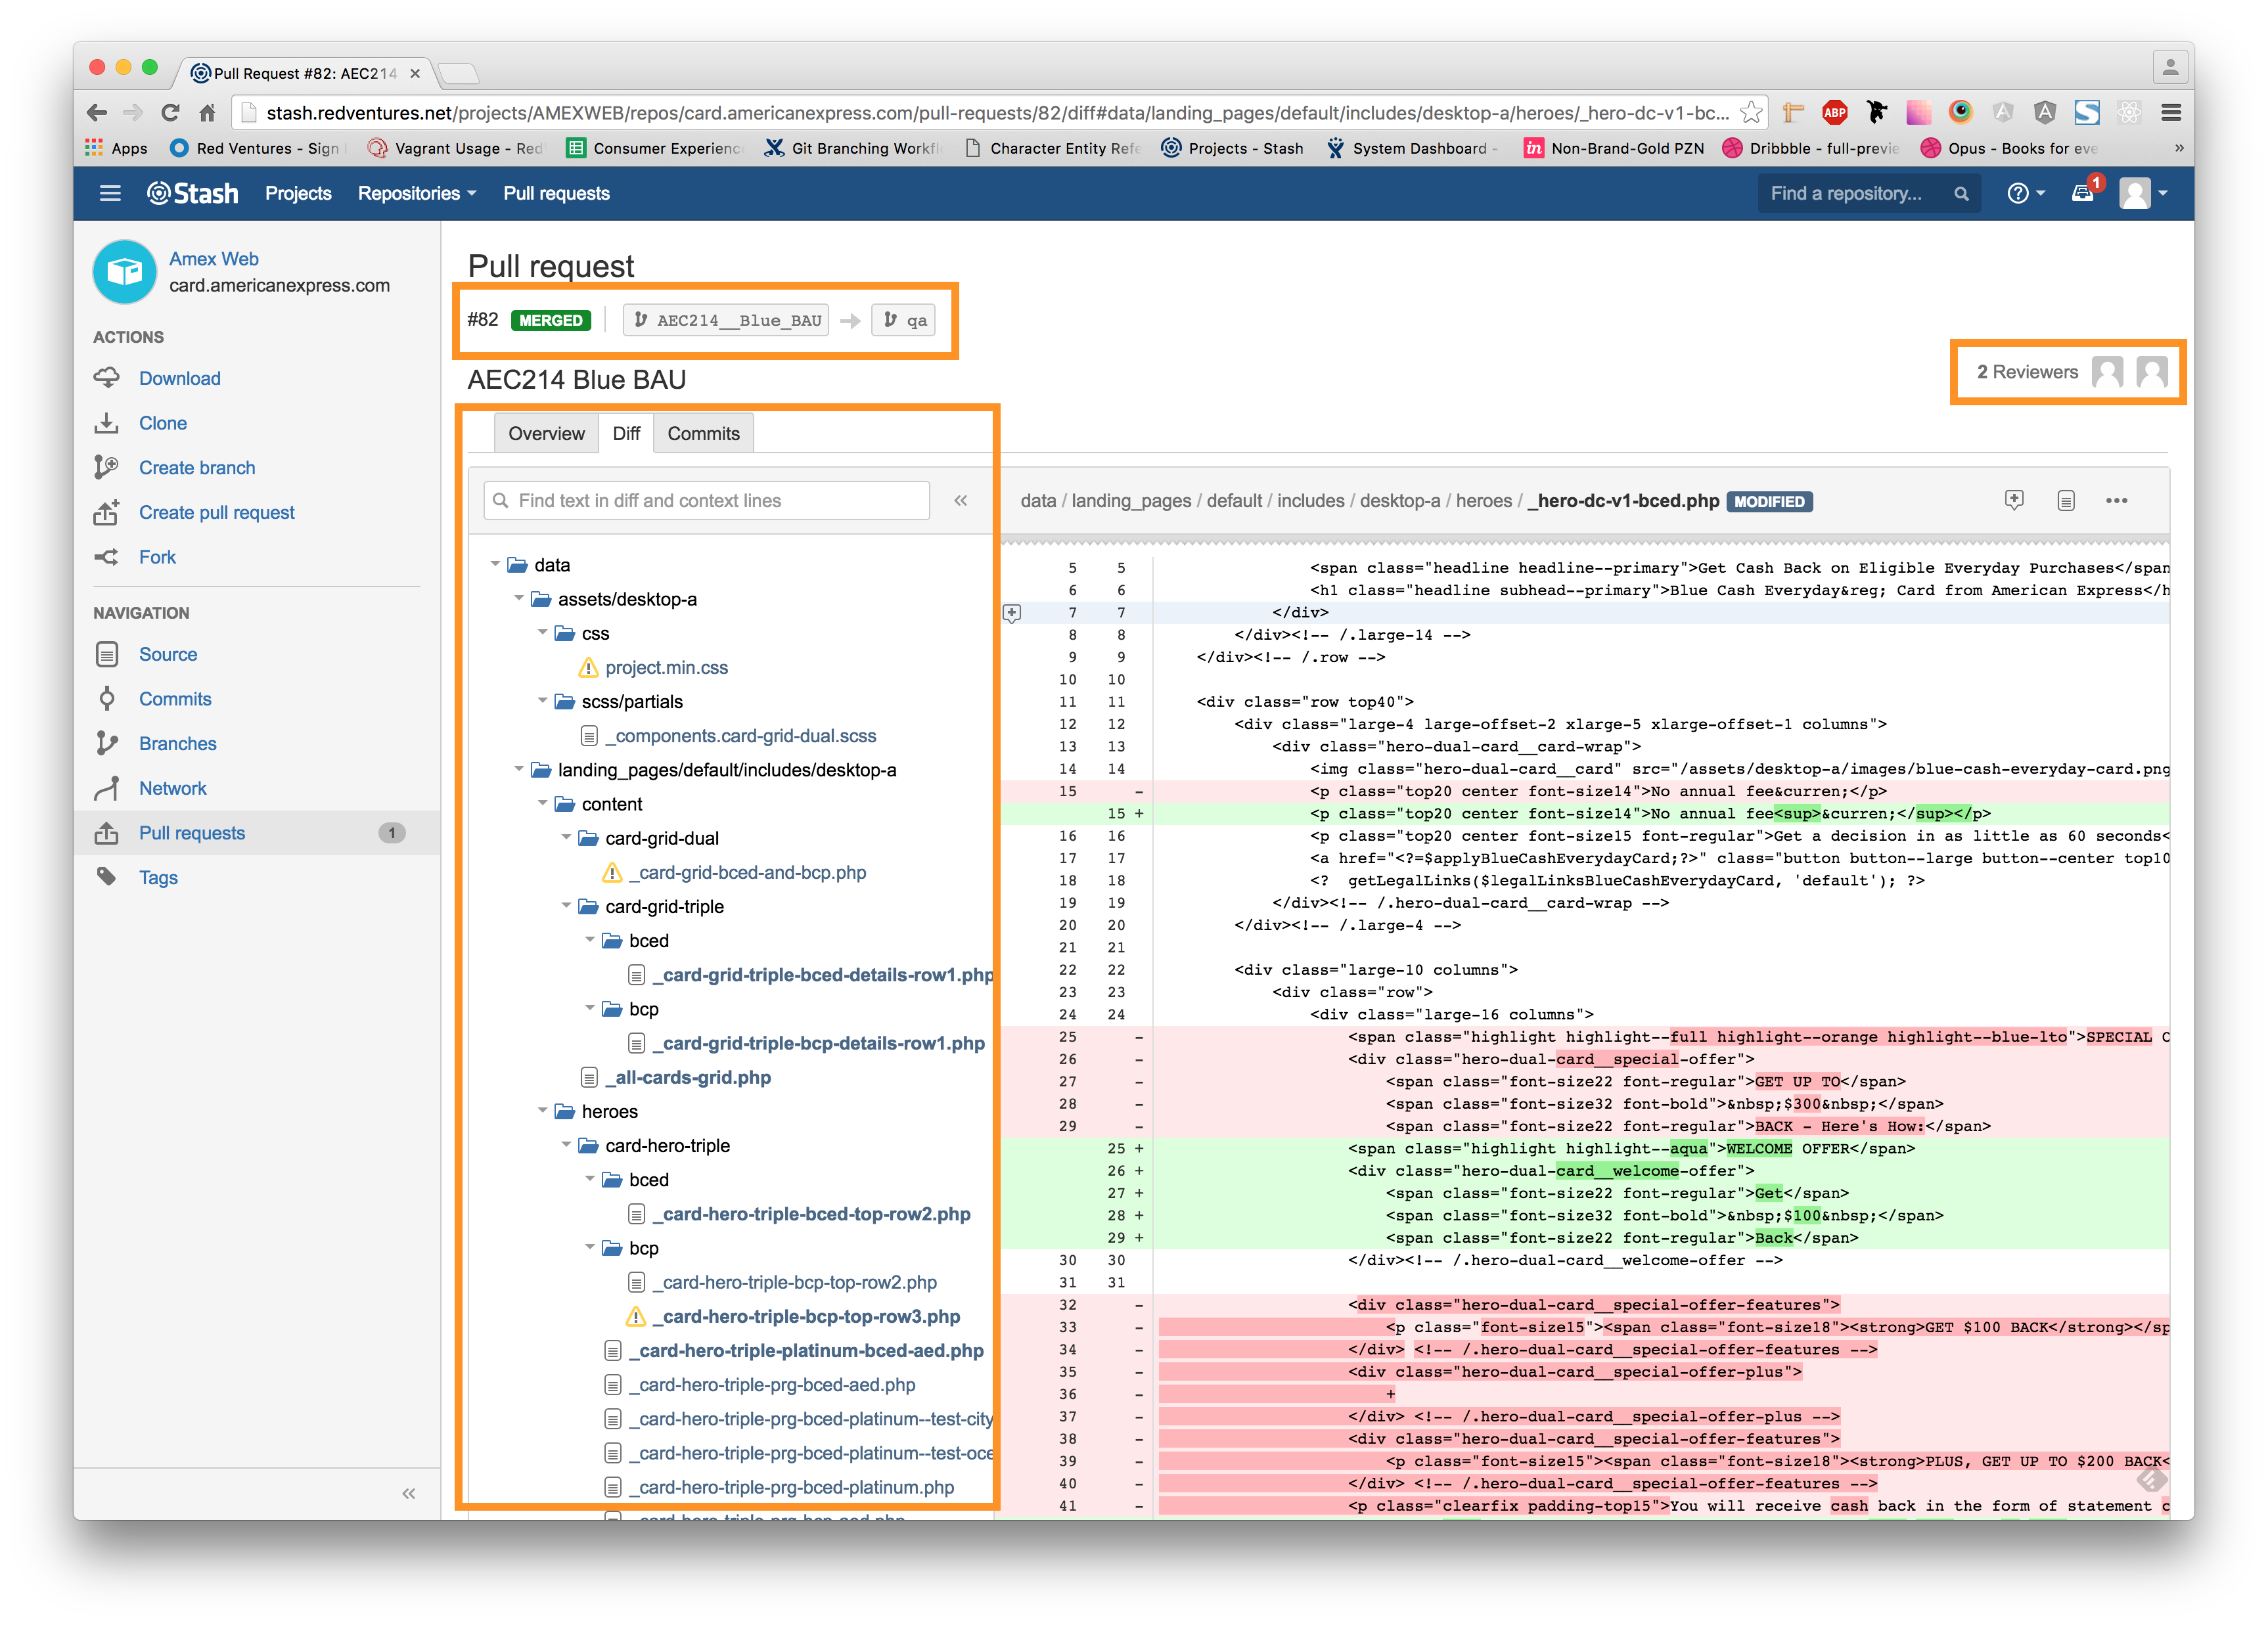 Pull Request #82: AEC214
stash.redventures.net/projects/AMEXWEB/repos/card.americanexpress.com/pull-requests/82/diff#data/landing_pages/default/includes/desktop-a/heroes/_hero-dc-v1-bc...
ABP
Apps
Red Ventures - Sign
Vagrant Usage - Red
Consumer Experienc
Git Branching Workfl
Character Entity Refe
Projects - Stash
System Dashboard -
in Non-Brand-Gold PZN
Dribbble - full-previe
Opus - Books for eve
»
Stash
Projects
Repositories
Pull requests
Find a repository...
1
Amex Web
card.americanexpress.com
ACTIONS
Download
Clone
Create branch
Create pull request
Fork
NAVIGATION
Source
Commits
Branches
Network
Pull requests 1
Tags
Pull request
#82 MERGED AEC214__Blue_BAU qa
AEC214 Blue BAU
2 Reviewers
Overview Diff Commits
Find text in diff and context lines
data
assets/desktop-a
css
project.min.css
scss/partials
_components.card-grid-dual.scss
landing_pages/default/includes/desktop-a
content
card-grid-dual
_card-grid-bced-and-bcp.php
card-grid-triple
bced
_card-grid-triple-bced-details-row1.php
bcp
_card-grid-triple-bcp-details-row1.php
_all-cards-grid.php
heroes
card-hero-triple
bced
_card-hero-triple-bced-top-row2.php
bcp
_card-hero-triple-bcp-top-row2.php
_card-hero-triple-bcp-top-row3.php
_card-hero-triple-platinum-bced-aed.php
_card-hero-triple-prg-bced-aed.php
_card-hero-triple-prg-bced-platinum--test-city
_card-hero-triple-prg-bced-platinum--test-oce
_card-hero-triple-prg-bced-platinum.php
data / landing_pages / default / includes / desktop-a / heroes / _hero-dc-v1-bced.php MODIFIED
5 5 <span class="headline headline--primary">Get Cash Back on Eligible Everyday Purchases</span
6 6 <h1 class="headline subhead--primary">Blue Cash Everyday&reg; Card from American Express</h
7 7 </div>
8 8 </div><!-- /.large-14 -->
9 9 </div><!-- /.row -->
10 10
11 11 <div class="row top40">
12 12 <div class="large-4 large-offset-2 xlarge-5 xlarge-offset-1 columns">
13 13 <div class="hero-dual-card__card-wrap">
14 14 <img class="hero-dual-card__card" src="/assets/desktop-a/images/blue-cash-everyday-card.png
15 - <p class="top20 center font-size14">No annual fee&curren;</p>
15 + <p class="top20 center font-size14">No annual fee<sup>&curren;</sup></p>
16 16 <p class="top20 center font-size15 font-regular">Get a decision in as little as 60 seconds<
17 17 <a href="<?=$applyBlueCashEverydayCard;?>" class="button button--large button--center top10
18 18 <? getLegalLinks($legalLinksBlueCashEverydayCard, 'default'); ?>
19 19 </div><!-- /.hero-dual-card__card-wrap -->
20 20 </div><!-- /.large-4 -->
21 21
22 22 <div class="large-10 columns">
23 23 <div class="row">
24 24 <div class="large-16 columns">
25 - <span class="highlight highlight--full highlight--orange highlight--blue-lto">SPECIAL O
26 - <div class="hero-dual-card__special-offer">
27 - <span class="font-size22 font-regular">GET UP TO</span>
28 - <span class="font-size32 font-bold">&nbsp;$300&nbsp;</span>
29 - <span class="font-size22 font-regular">BACK - Here's How:</span>
25 + <span class="highlight highlight--aqua">WELCOME OFFER</span>
26 + <div class="hero-dual-card__welcome-offer">
27 + <span class="font-size22 font-regular">Get</span>
28 + <span class="font-size32 font-bold">&nbsp;$100&nbsp;</span>
29 + <span class="font-size22 font-regular">Back</span>
30 30 </div><!-- /.hero-dual-card__welcome-offer -->
31 31
32 - <div class="hero-dual-card__special-offer-features">
33 - <p class="font-size15"><span class="font-size18"><strong>GET $100 BACK</strong></sp
34 - </div> <!-- /.hero-dual-card__special-offer-features -->
35 - <div class="hero-dual-card__special-offer-plus">
36 - +
37 - </div> <!-- /.hero-dual-card__special-offer-plus -->
38 - <div class="hero-dual-card__special-offer-features">
39 - <p class="font-size15"><span class="font-size18"><strong>PLUS, GET UP TO $200 BACK<
40 - </div> <!-- /.hero-dual-card__special-offer-features -->
41 - <p class="clearfix padding-top15">You will receive cash back in the form of statement c